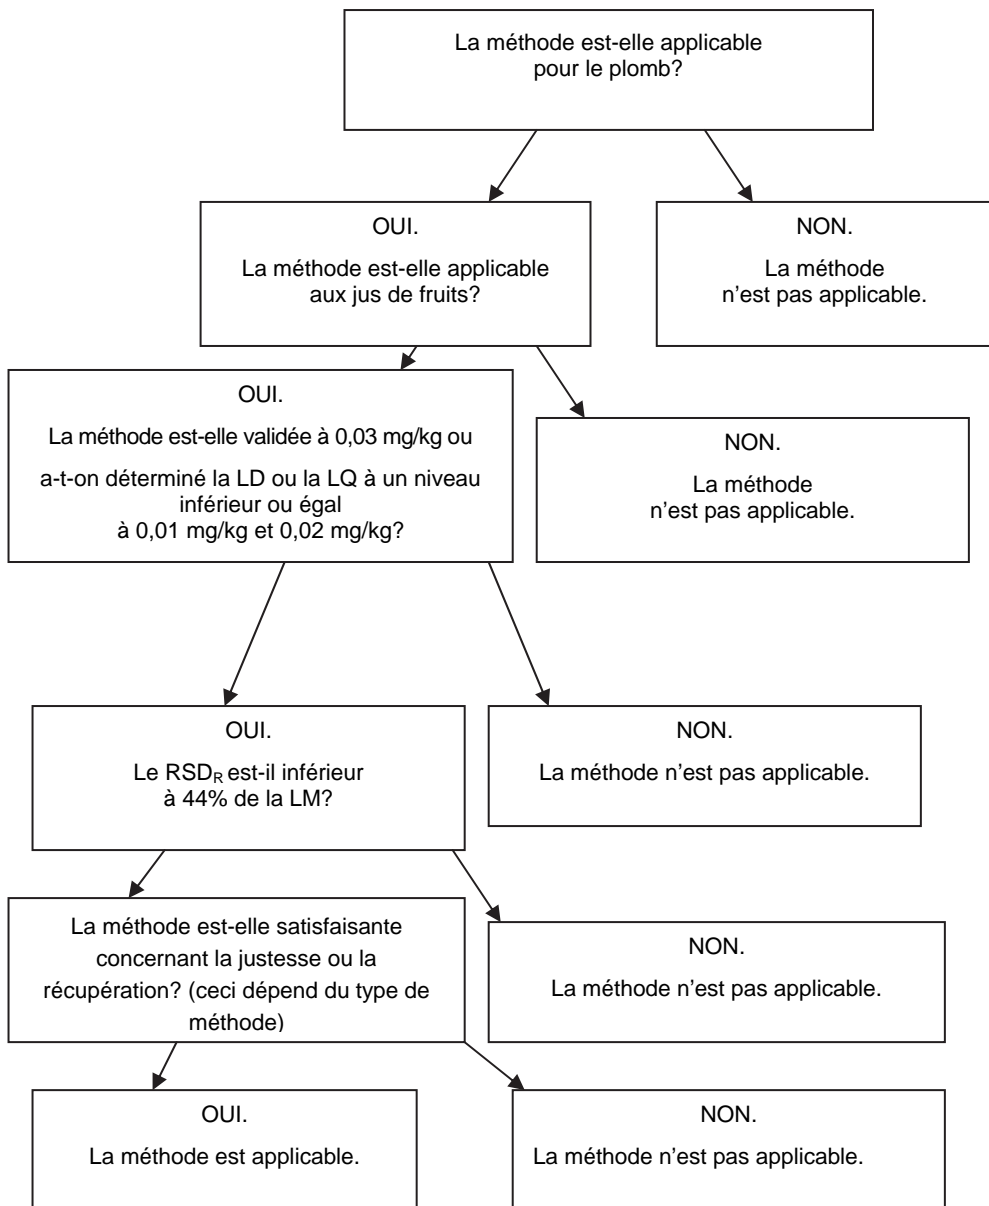 La méthode est-elle applicable
pour le plomb?
OUI.
La méthode est-elle applicable
aux jus de fruits?
NON.
La méthode
n'est pas applicable.
OUI.
La méthode est-elle validée à 0,03 mg/kg ou
a-t-on déterminé la LD ou la LQ à un niveau
inférieur ou égal
à 0,01 mg/kg et 0,02 mg/kg?
NON.
La méthode
n'est pas applicable.
OUI.
Le RSDR est-il inférieur
à 44% de la LM?
NON.
La méthode n'est pas applicable.
La méthode est-elle satisfaisante
concernant la justesse ou la
récupération? (ceci dépend du type de
méthode)
NON.
La méthode n'est pas applicable.
OUI.
La méthode est applicable.
NON.
La méthode n'est pas applicable.